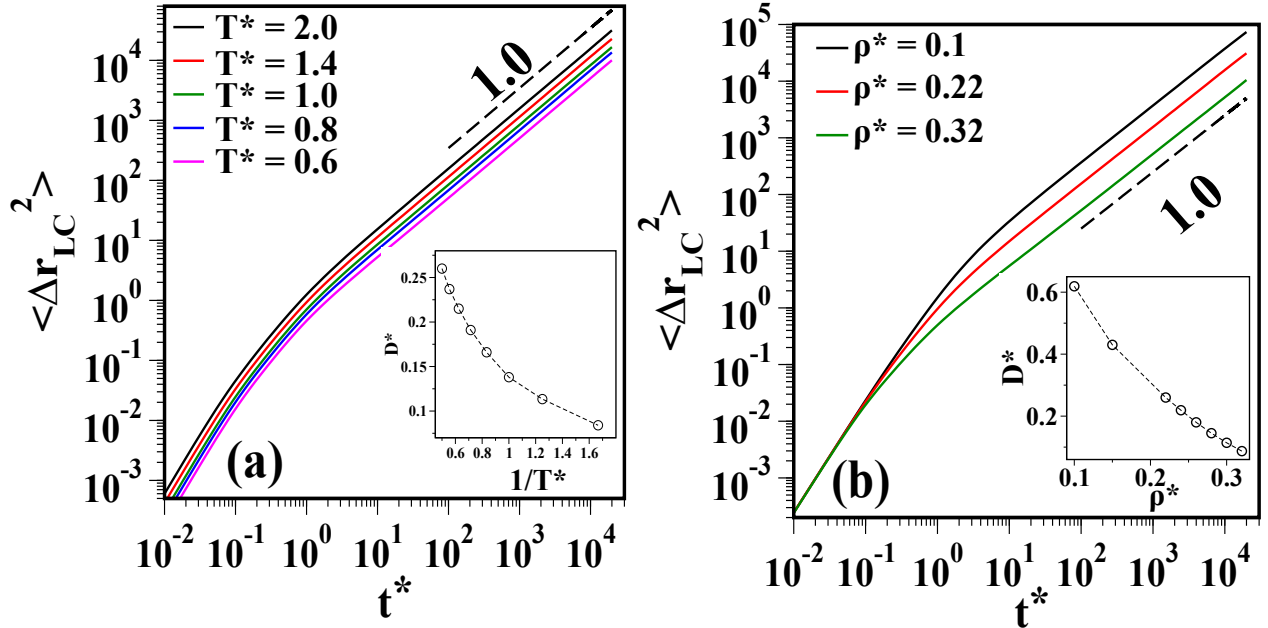 T* = 2.0
T* = 1.4
T* = 1.0
T* = 0.8
T* = 0.6
1.0
10^4
10^3
10^2
10^1
10^0
10^-1
10^-2
10^-3
<Δr_LC^2>
(a)
D*
0.25
0.2
0.15
0.1
0.6 0.8 1 1.2 1.4 1.6
1/T*
10^-2 10^-1 10^0 10^1 10^2 10^3 10^4
t*
ρ* = 0.1
ρ* = 0.22
ρ* = 0.32
1.0
10^5
10^4
10^3
10^2
10^1
10^0
10^-1
10^-2
10^-3
<Δr_LC^2>
(b)
D*
0.6
0.4
0.2
0.1 0.2 0.3
ρ*
10^-2 10^-1 10^0 10^1 10^2 10^3 10^4
t*